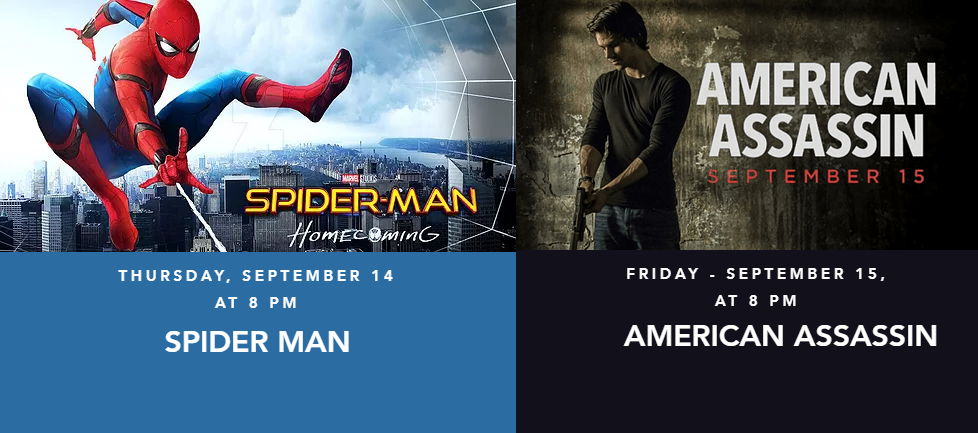 MARVEL STUDIOS
SPIDER-MAN
HOMECOMING
THURSDAY, SEPTEMBER 14
AT 8 PM
SPIDER MAN
AMERICAN
ASSASSIN
SEPTEMBER 15
FRIDAY - SEPTEMBER 15,
AT 8 PM
AMERICAN ASSASSIN